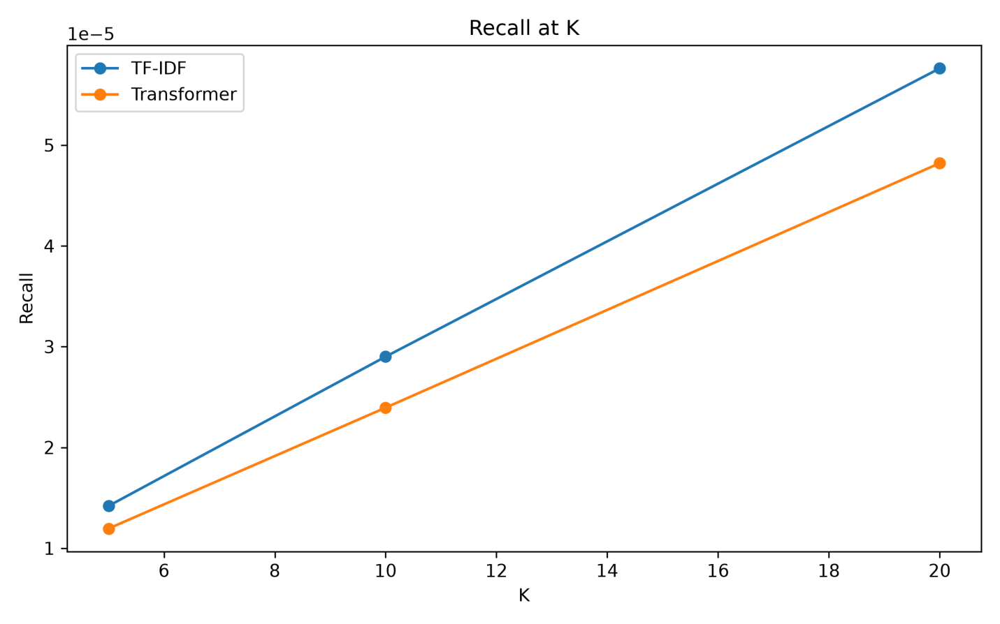 Recall at K
1e−5
TF-IDF
Transformer
5
4
3
2
1
Recall
6 8 10 12 14 16 18 20
K